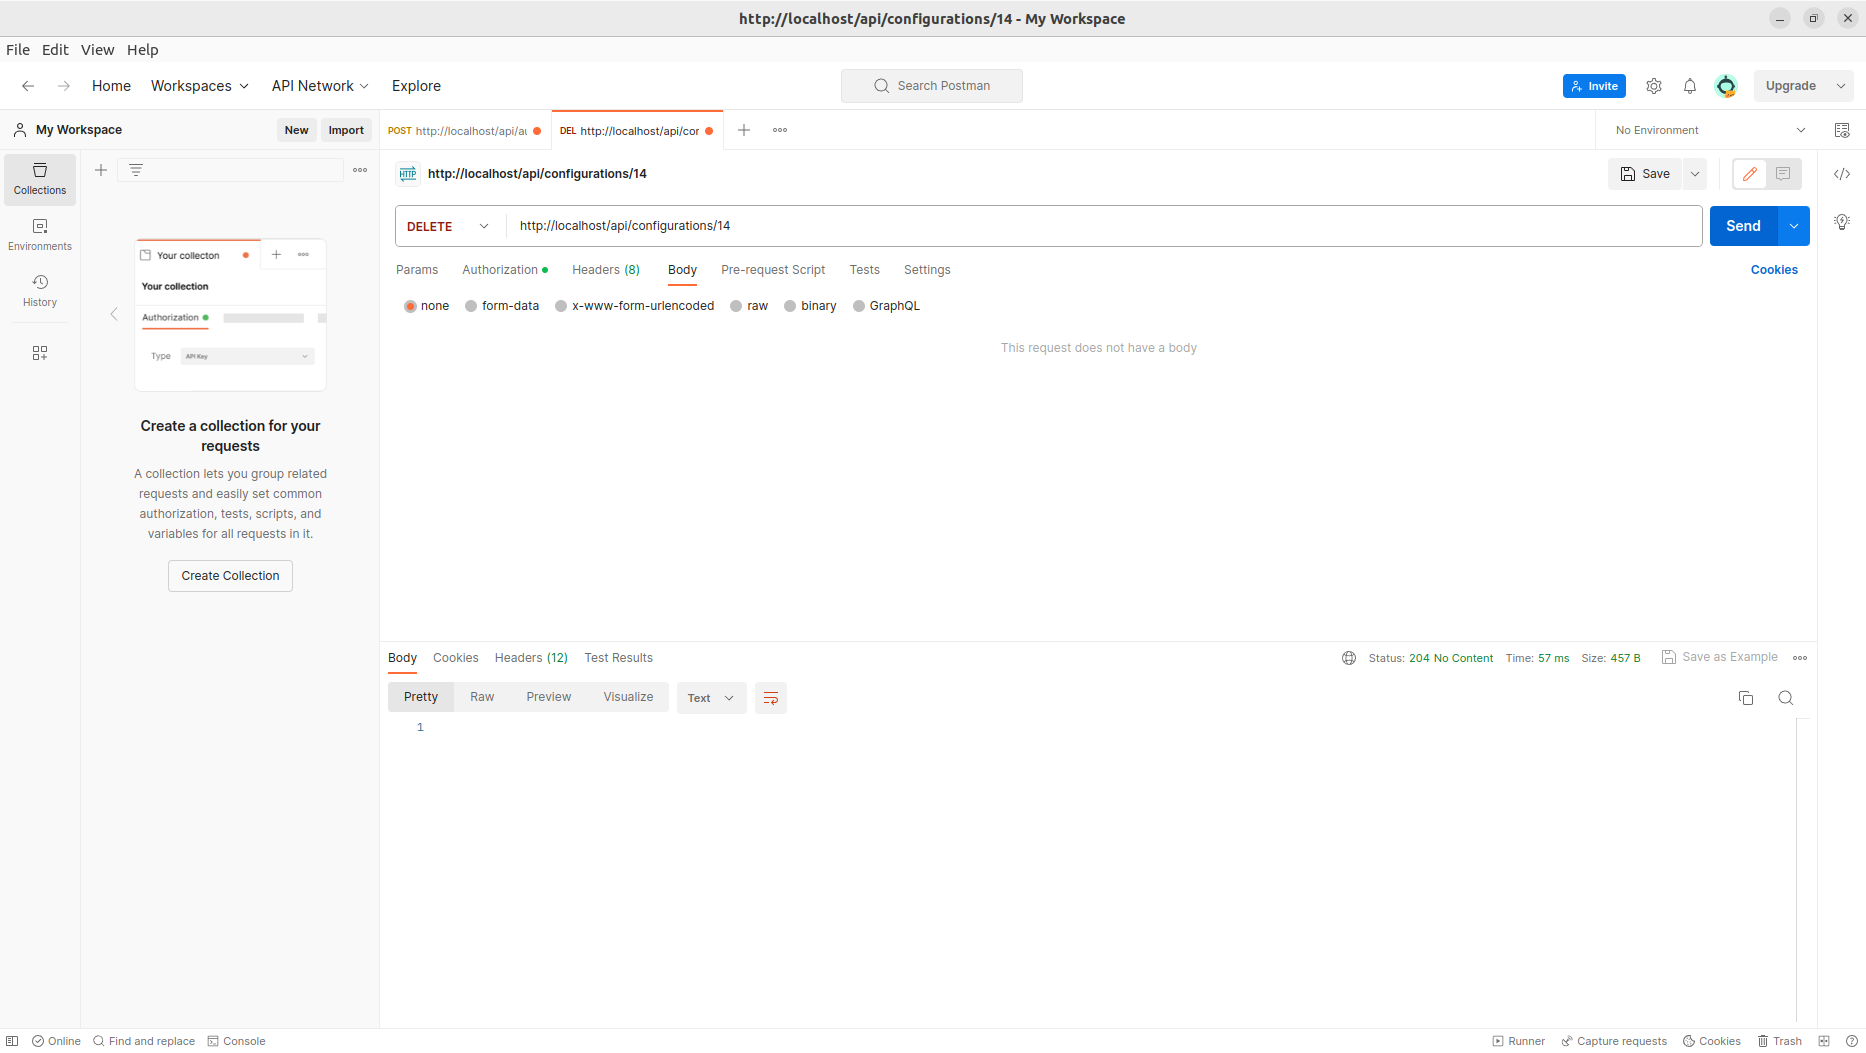 http://localhost/api/configurations/14 - My Workspace
File Edit View Help
Home Workspaces API Network Explore Search Postman Invite Upgrade
My Workspace New Import POST http://localhost/api/au DEL http://localhost/api/cor No Environment
Collections
Environments
History
Your collecton
Your collection
Authorization
Type API Key
Create a collection for your
requests
A collection lets you group related
requests and easily set common
authorization, tests, scripts, and
variables for all requests in it.
Create Collection
HTTP http://localhost/api/configurations/14 Save
DELETE http://localhost/api/configurations/14 Send
Params Authorization Headers (8) Body Pre-request Script Tests Settings Cookies
none form-data x-www-form-urlencoded raw binary GraphQL
This request does not have a body
Body Cookies Headers (12) Test Results Status: 204 No Content Time: 57 ms Size: 457 B Save as Example
Pretty Raw Preview Visualize Text
1
Online Find and replace Console Runner Capture requests Cookies Trash